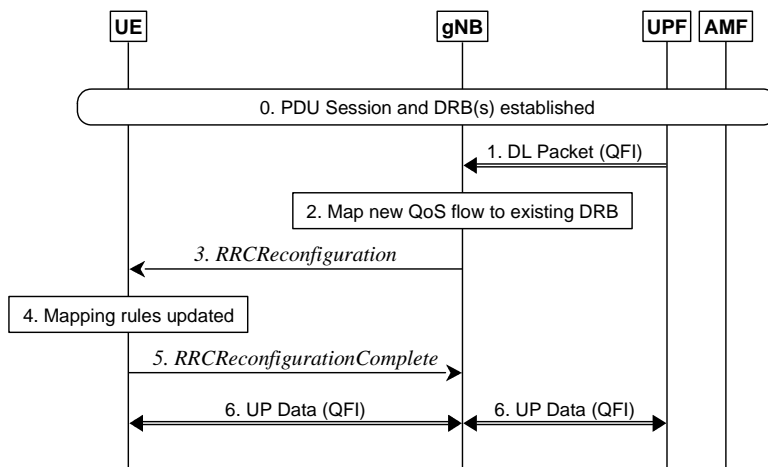 UE gNB UPF AMF
0. PDU Session and DRB(s) established
1. DL Packet (QFI)
2. Map new QoS flow to existing DRB
3. RRCReconfiguration
4. Mapping rules updated
5. RRCReconfigurationComplete
6. UP Data (QFI) 6. UP Data (QFI)